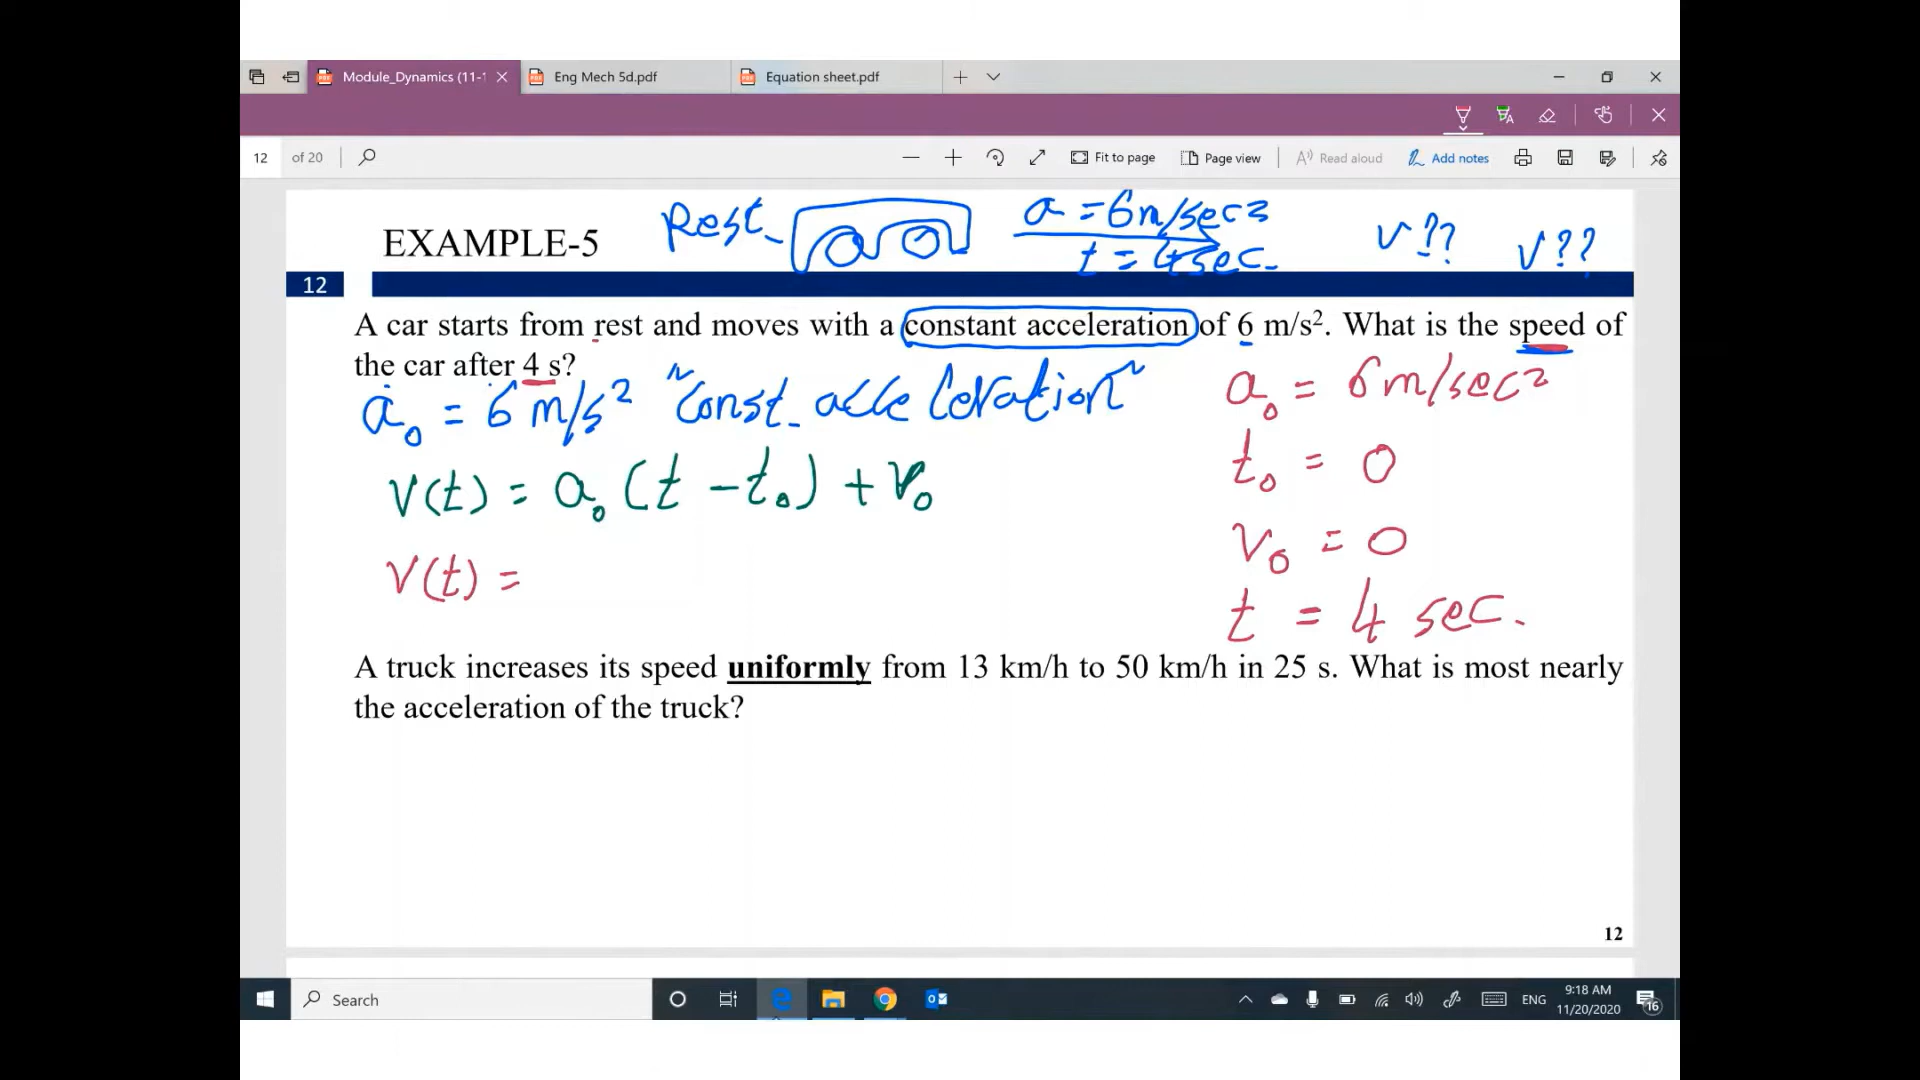 Module_Dynamics (11-1
Eng Mech 5d.pdf
Equation sheet.pdf
12 of 20
Fit to page
Page view
Read aloud
Add notes
Rest
a = 6m/sec2
t = 4sec.
v ??
v ??
EXAMPLE-5
12
A car starts from rest and moves with a constant acceleration of 6 m/s². What is the speed of
the car after 4 s?
a₀ = 6 m/s² "const. acceleration"
a₀ = 6m/sec²
v(t) = a₀ (t - t₀) + v₀
t₀ = 0
v₀ = 0
v(t) =
t = 4 sec.
A truck increases its speed uniformly from 13 km/h to 50 km/h in 25 s. What is most nearly
the acceleration of the truck?
12
Search
ENG
9:18 AM
11/20/2020
16